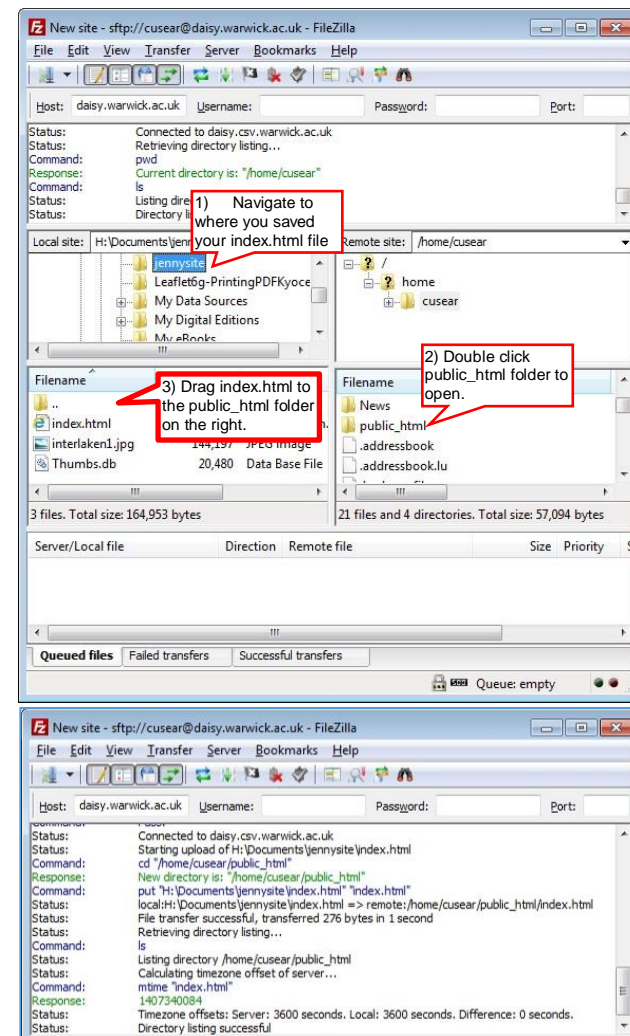 New site - sftp://cusear@daisy.warwick.ac.uk - FileZilla
File Edit View Transfer Server Bookmarks Help
Host: daisy.warwick.ac.uk Username: Password: Port:
Status: Connected to daisy.csv.warwick.ac.uk
Status: Retrieving directory listing...
Command: pwd
Response: Current directory is: "/home/cusear"
Command: ls
Status: Listing
Status: Directory
1) Navigate to
where you saved
your index.html file
Local site: H:\Documents\
jennysite
Leaflet6g-PrintingPDFKyoce
My Data Sources
My Digital Editions
My eBooks
Remote site: /home/cusear
/
home
cusear
Filename
..
index.html
interlaken1.jpg 144,197 JPEG image
Thumbs.db 20,480 Data Base File
3 files. Total size: 164,953 bytes
3) Drag index.html to
the public_html folder
on the right.
2) Double click
public_html folder to
open.
Filename
News
public_html
.addressbook
.addressbook.lu
21 files and 4 directories. Total size: 57,094 bytes
Server/Local file Direction Remote file Size Priority S
Queued files Failed transfers Successful transfers
Queue: empty
New site - sftp://cusear@daisy.warwick.ac.uk - FileZilla
File Edit View Transfer Server Bookmarks Help
Host: daisy.warwick.ac.uk Username: Password: Port:
Status: Connected to daisy.csv.warwick.ac.uk
Status: Starting upload of H:\Documents\jennysite\index.html
Command: cd "/home/cusear/public_html"
Response: New directory is: "/home/cusear/public_html"
Command: put "H:\Documents\jennysite\index.html" "index.html"
Status: local:H:\Documents\jennysite\index.html => remote:/home/cusear/public_html/index.html
Status: File transfer successful, transferred 276 bytes in 1 second
Status: Retrieving directory listing...
Command: ls
Status: Listing directory /home/cusear/public_html
Status: Calculating timezone offset of server...
Command: mtime "index.html"
Response: 1407340084
Status: Timezone offsets: Server: 3600 seconds. Local: 3600 seconds. Difference: 0 seconds.
Status: Directory listing successful